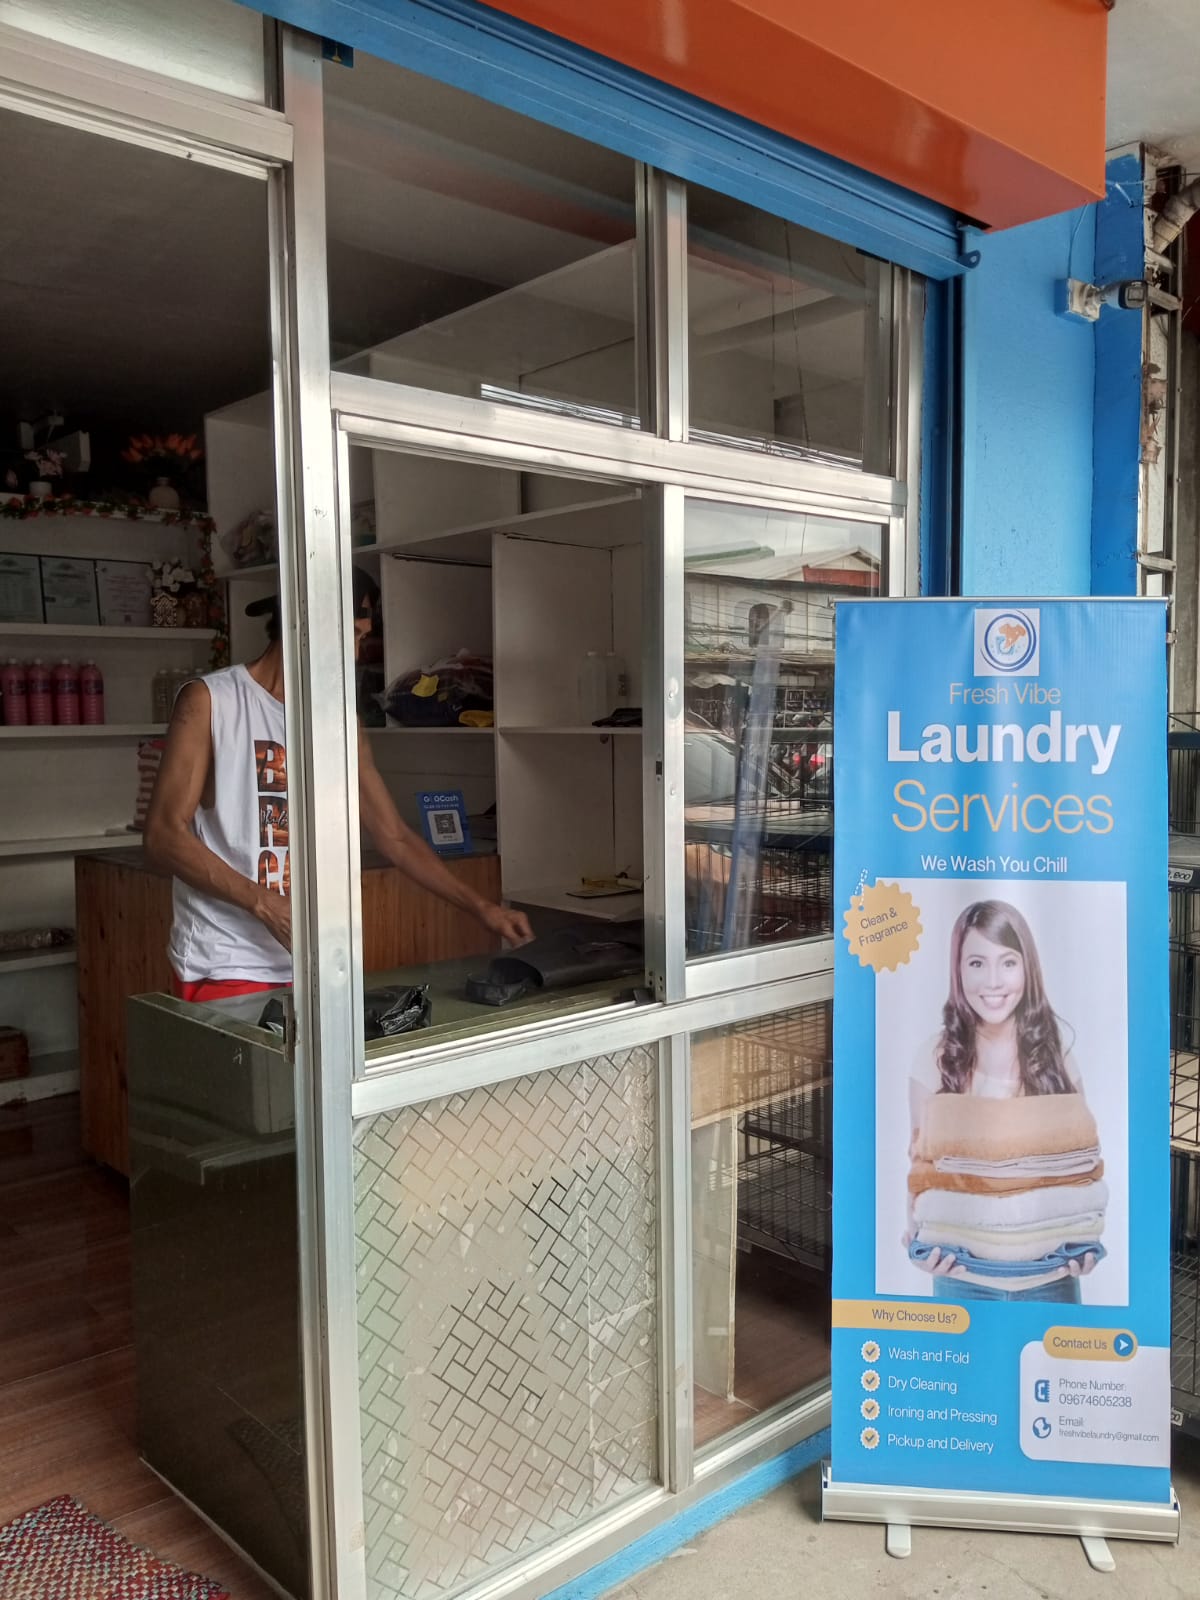 GCash
Fresh Vibe
Laundry
Services
We Wash You Chill
Clean &
Fragrance
Why Choose Us?
Wash and Fold
Dry Cleaning
Ironing and Pressing
Pickup and Delivery
Contact Us
Phone Number:
09674605238
Email:
freshvibelaundry@gmail.com